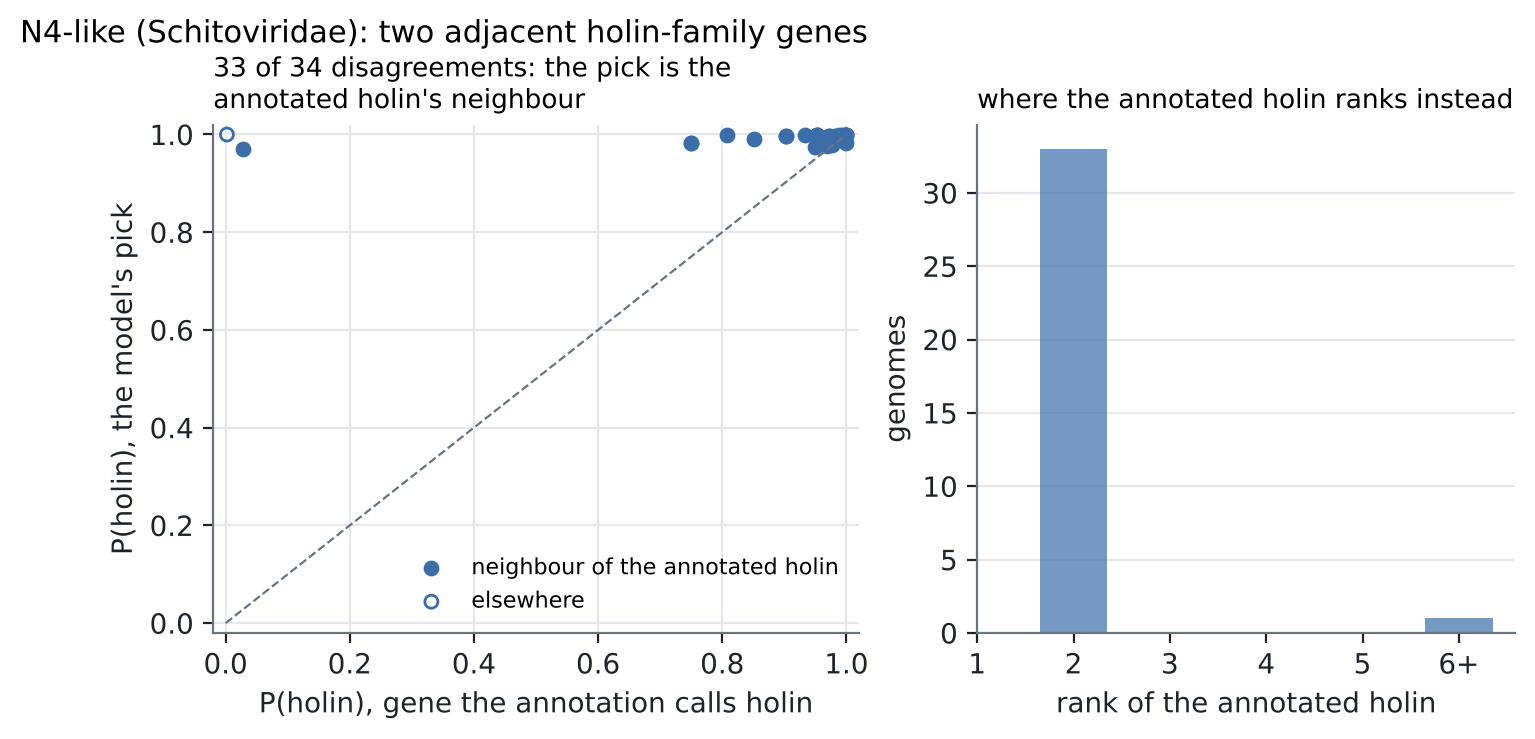 N4-like (Schitoviridae): two adjacent holin-family genes
33 of 34 disagreements: the pick is the
annotated holin's neighbour
P(holin), the model's pick
1.0
0.8
0.6
0.4
0.2
0.0
neighbour of the annotated holin
elsewhere
0.0 0.2 0.4 0.6 0.8 1.0
P(holin), gene the annotation calls holin
where the annotated holin ranks instead
genomes
30
25
20
15
10
5
0
1 2 3 4 5 6+
rank of the annotated holin